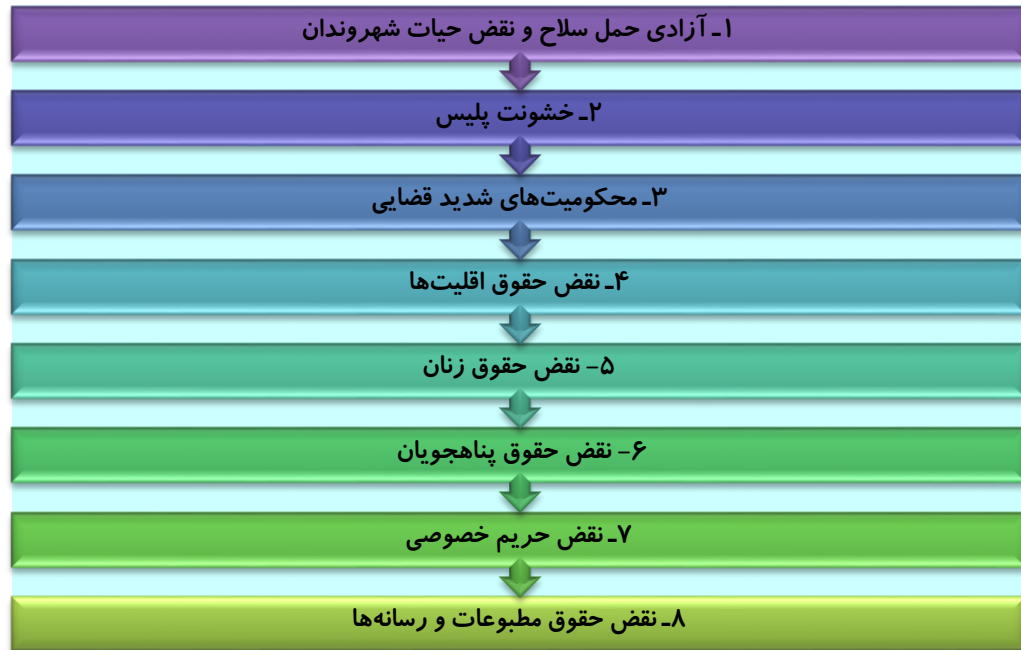 ۱ـ آزادی حمل سلاح و نقض حیات شهروندان
۲ـ خشونت پلیس
۳ـ محکومیت‌های شدید قضایی
۴ـ نقض حقوق اقلیت‌ها
۵– نقض حقوق زنان
۶– نقض حقوق پناهجویان
۷ـ نقض حریم خصوصی
۸ـ نقض حقوق مطبوعات و رسانه‌ها